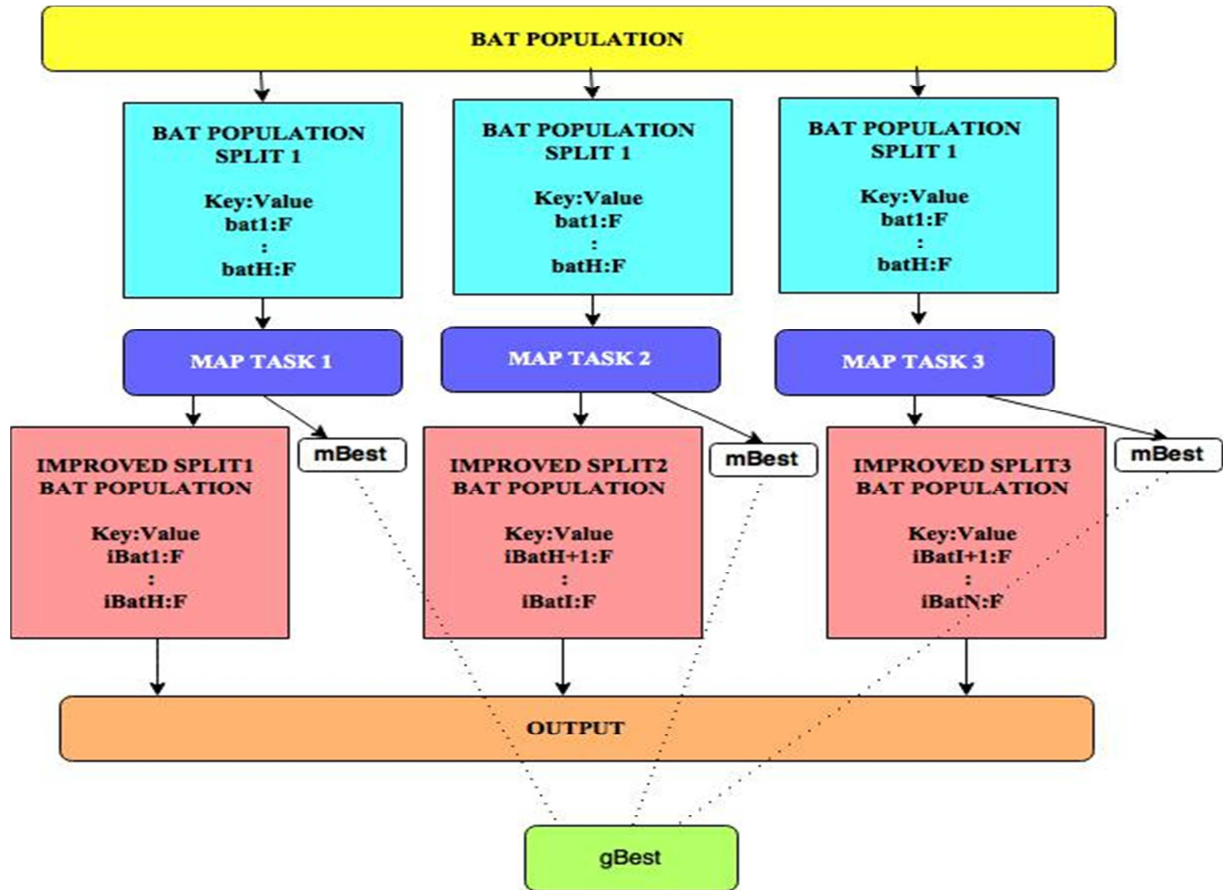 BAT POPULATION
BAT POPULATION
SPLIT 1
Key:Value
bat1:F
:
batH:F
BAT POPULATION
SPLIT 1
Key:Value
bat1:F
:
batH:F
BAT POPULATION
SPLIT 1
Key:Value
bat1:F
:
batH:F
MAP TASK 1
MAP TASK 2
MAP TASK 3
IMPROVED SPLIT1
BAT POPULATION
Key:Value
iBat1:F
:
iBatH:F
mBest
IMPROVED SPLIT2
BAT POPULATION
Key:Value
iBatH+1:F
:
iBatI:F
mBest
IMPROVED SPLIT3
BAT POPULATION
Key:Value
iBatI+1:F
:
iBatN:F
mBest
OUTPUT
gBest